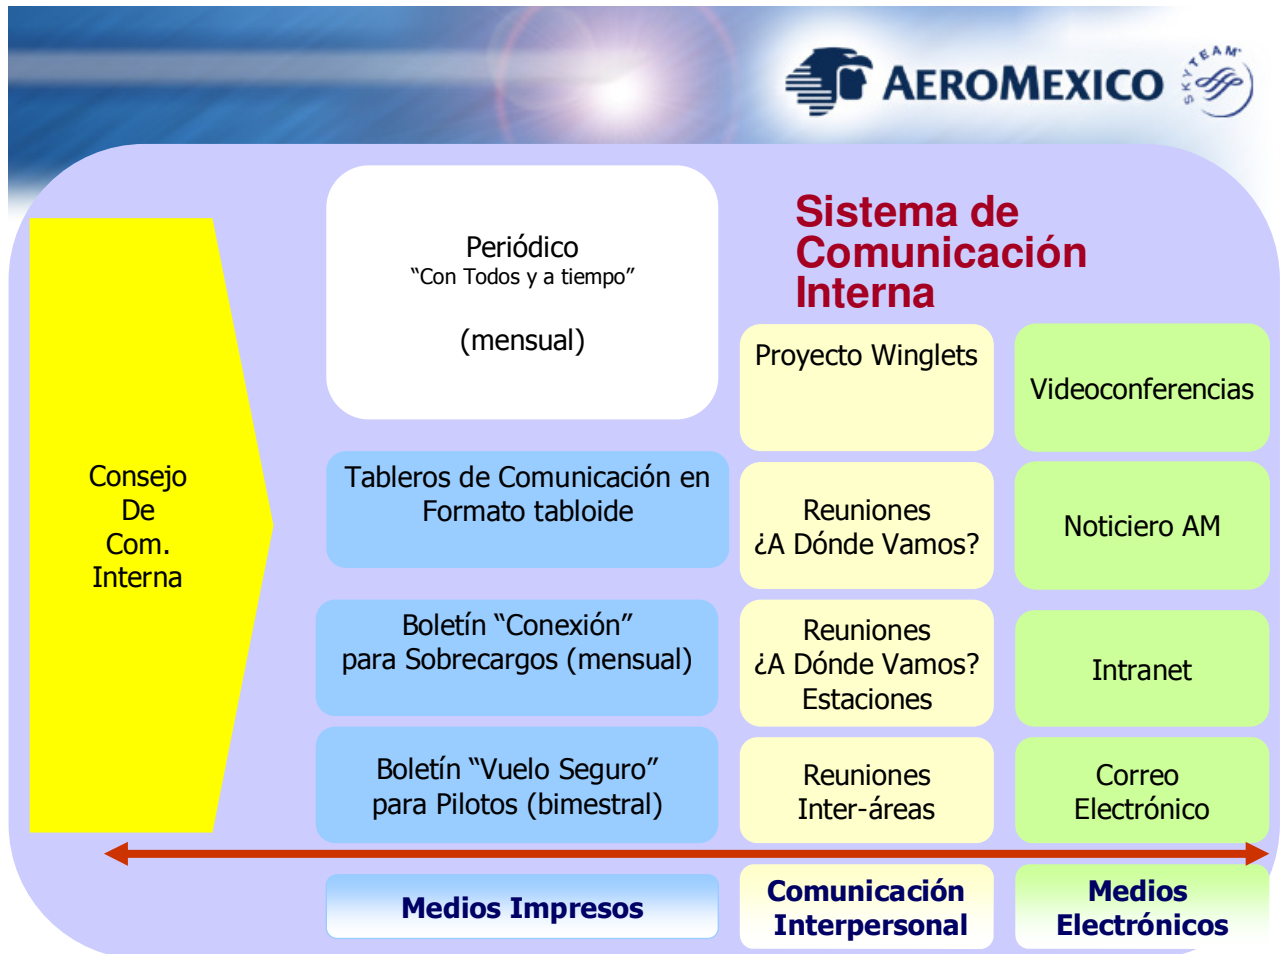 AEROMEXICO
SKYTEAM
Sistema de
Comunicación
Interna
Consejo
De
Com.
Interna
Periódico
“Con Todos y a tiempo”
(mensual)
Tableros de Comunicación en
Formato tabloide
Boletín “Conexión”
para Sobrecargos (mensual)
Boletín “Vuelo Seguro”
para Pilotos (bimestral)
Medios Impresos
Proyecto Winglets
Reuniones
¿A Dónde Vamos?
Reuniones
¿A Dónde Vamos?
Estaciones
Reuniones
Inter-áreas
Comunicación
Interpersonal
Videoconferencias
Noticiero AM
Intranet
Correo
Electrónico
Medios
Electrónicos